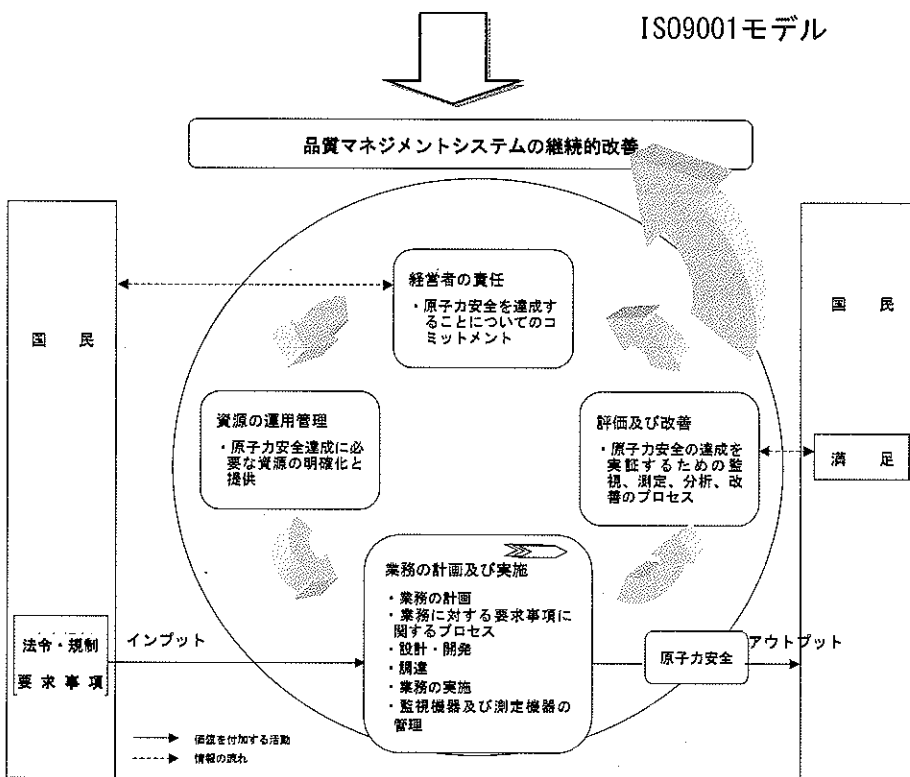 ISO9001モデル
品質マネジメントシステムの継続的改善
経営者の責任
・原子力安全を達成す
ることについてのコ
ミットメント
国 民
国 民
資源の運用管理
・原子力安全達成に必
要な資源の明確化と
提供
評価及び改善
・原子力安全の達成を
実証するための監
視、測定、分析、改
善のプロセス
満 足
業務の計画及び実施
・業務の計画
・業務に対する要求事項に
関するプロセス
・設計・開発
・調達
・業務の実施
・監視機器及び測定機器の
管理
法令・規制
要求事項
インプット
原子力安全
アウトプット
価値を付加する活動
情報の流れ